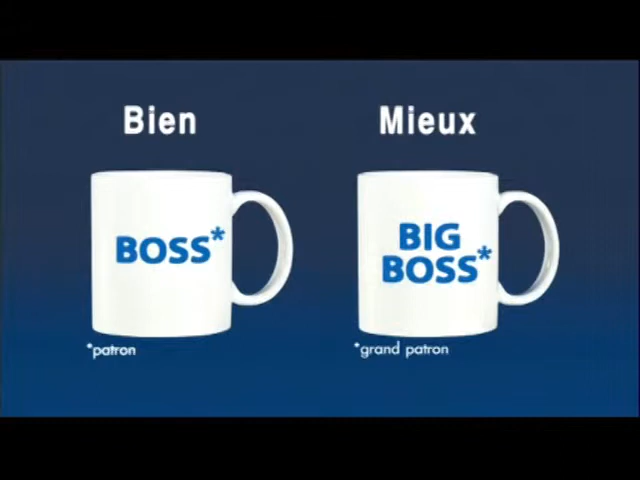 Bien
Mieux
BOSS*
BIG
BOSS*
*patron
*grand patron